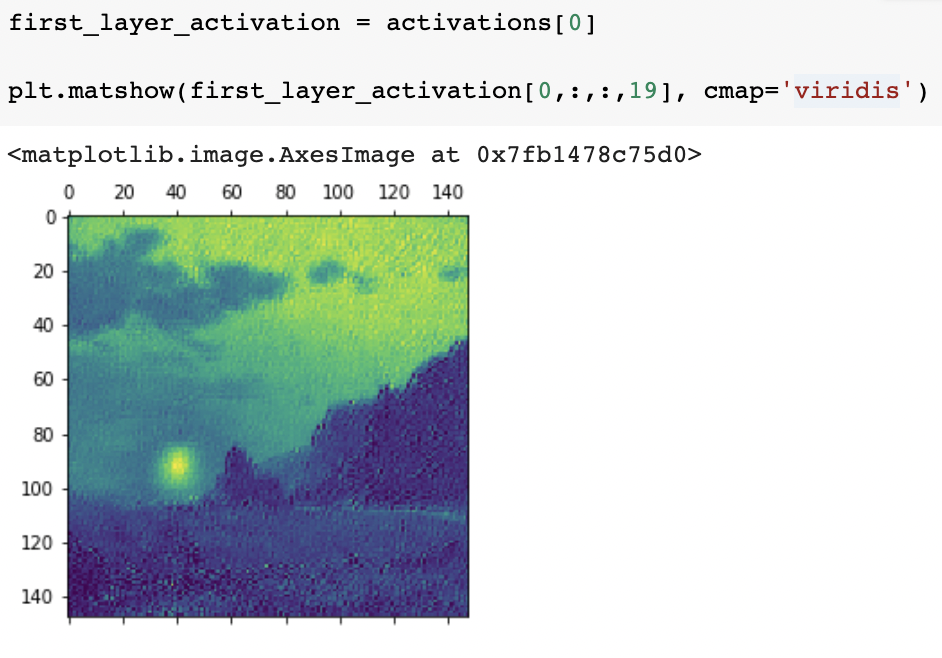 first_layer_activation = activations[0]
plt.matshow(first_layer_activation[0,:,:,19], cmap='viridis')
<matplotlib.image.AxesImage at 0x7fb1478c75d0>
0 20 40 60 80 100 120 140
0
20
40
60
80
100
120
140